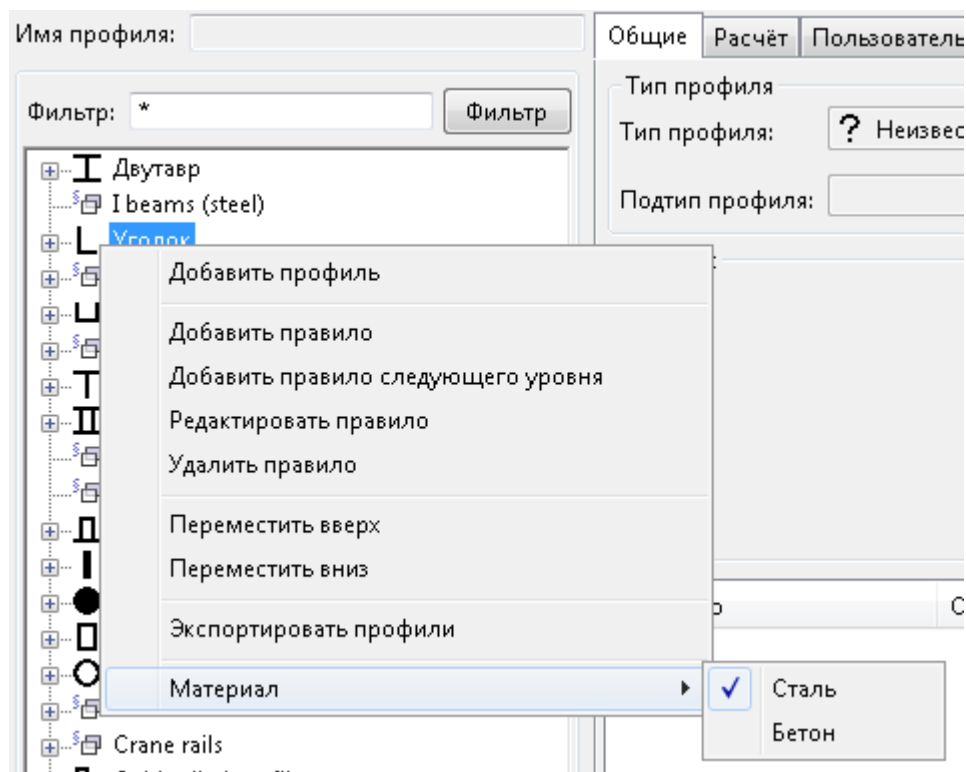 Имя профиля:
Общие Расчёт
Тип профиля
Фильтр: * Фильтр
Тип профиля: ?
Двутавр
I beams (steel)
Подтип профиля:
Уголок
Добавить профиль
Добавить правило
Добавить правило следующего уровня
Редактировать правило
Удалить правило
Переместить вверх
Переместить вниз
Экспортировать профили
Материал
Сталь
Бетон
Crane rails